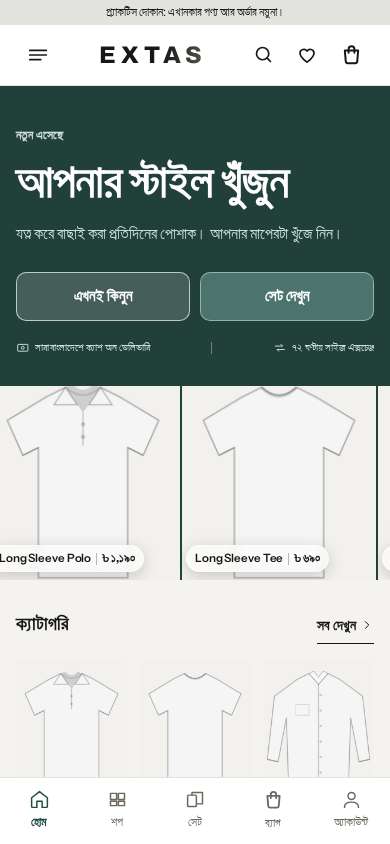 প্র্যাকটিস দোকান: এখানকার পণ্য আর অর্ডার নমুনা।
EXTAS
নতুন এসেছে
আপনার স্টাইল খুঁজুন
যত্ন করে বাছাই করা প্রতিদিনের পোশাক। আপনার মাপেরটা খুঁজে নিন।
এখনই কিনুন
সেট দেখুন
সারা বাংলাদেশে ক্যাশ অন ডেলিভারি
৭২ ঘণ্টায় সাইজ এক্সচেঞ্জ
Long Sleeve Polo | ৳১,১৯০
Long Sleeve Tee | ৳৬৯০
ক্যাটাগরি
সব দেখুন
হোম
শপ
সেট
ব্যাগ
অ্যাকাউন্ট